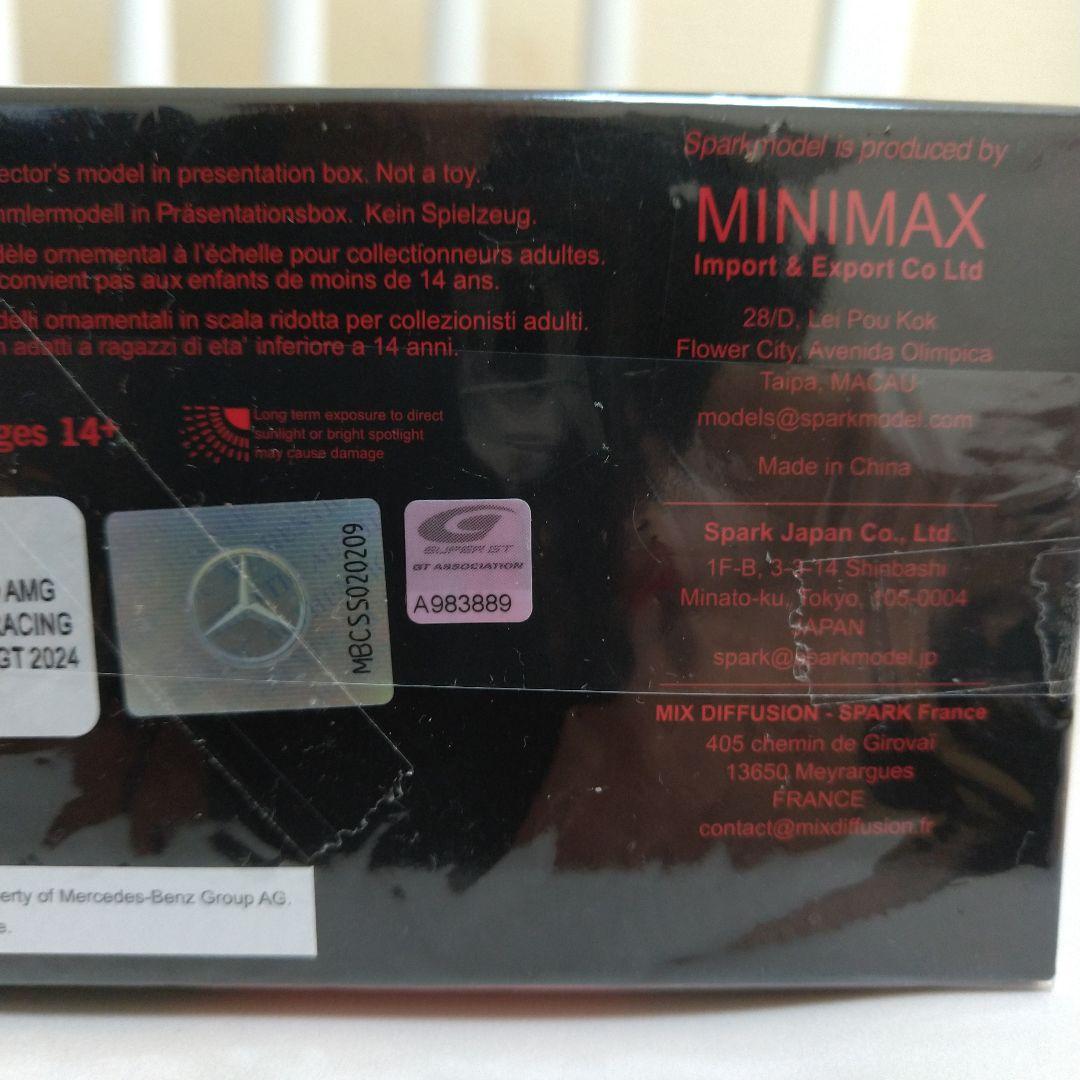 ector's model in presentation box. Not a toy.
mmlermodell in Präsentationsbox. Kein Spielzeug.
dèle ornemental à l'échelle pour collectionneurs adultes.
convient pas aux enfants de moins de 14 ans.
delli ornamentali in scala ridotta per collezionisti adulti.
n adatti a ragazzi di eta' inferiore a 14 anni.
ges 14+
Long term exposure to direct
sunlight or bright spotlight
may cause damage
AMG
RACING
GT 2024
MBCSS020209
SUPER GT
GT ASSOCIATION
A983889
erty of Mercedes-Benz Group AG.
e.
Sparkmodel is produced by
MINIMAX
Import & Export Co Ltd
28/D, Lei Pou Kok
Flower City, Avenida Olimpica
Taipa, MACAU
models@sparkmodel.com
Made in China
Spark Japan Co., Ltd.
1F-B, 3-3-14 Shinbashi
Minato-ku, Tokyo, 105-0004
JAPAN
spark@sparkmodel.jp
MIX DIFFUSION - SPARK France
405 chemin de Girovaï
13650 Meyrargues
FRANCE
contact@mixdiffusion.fr